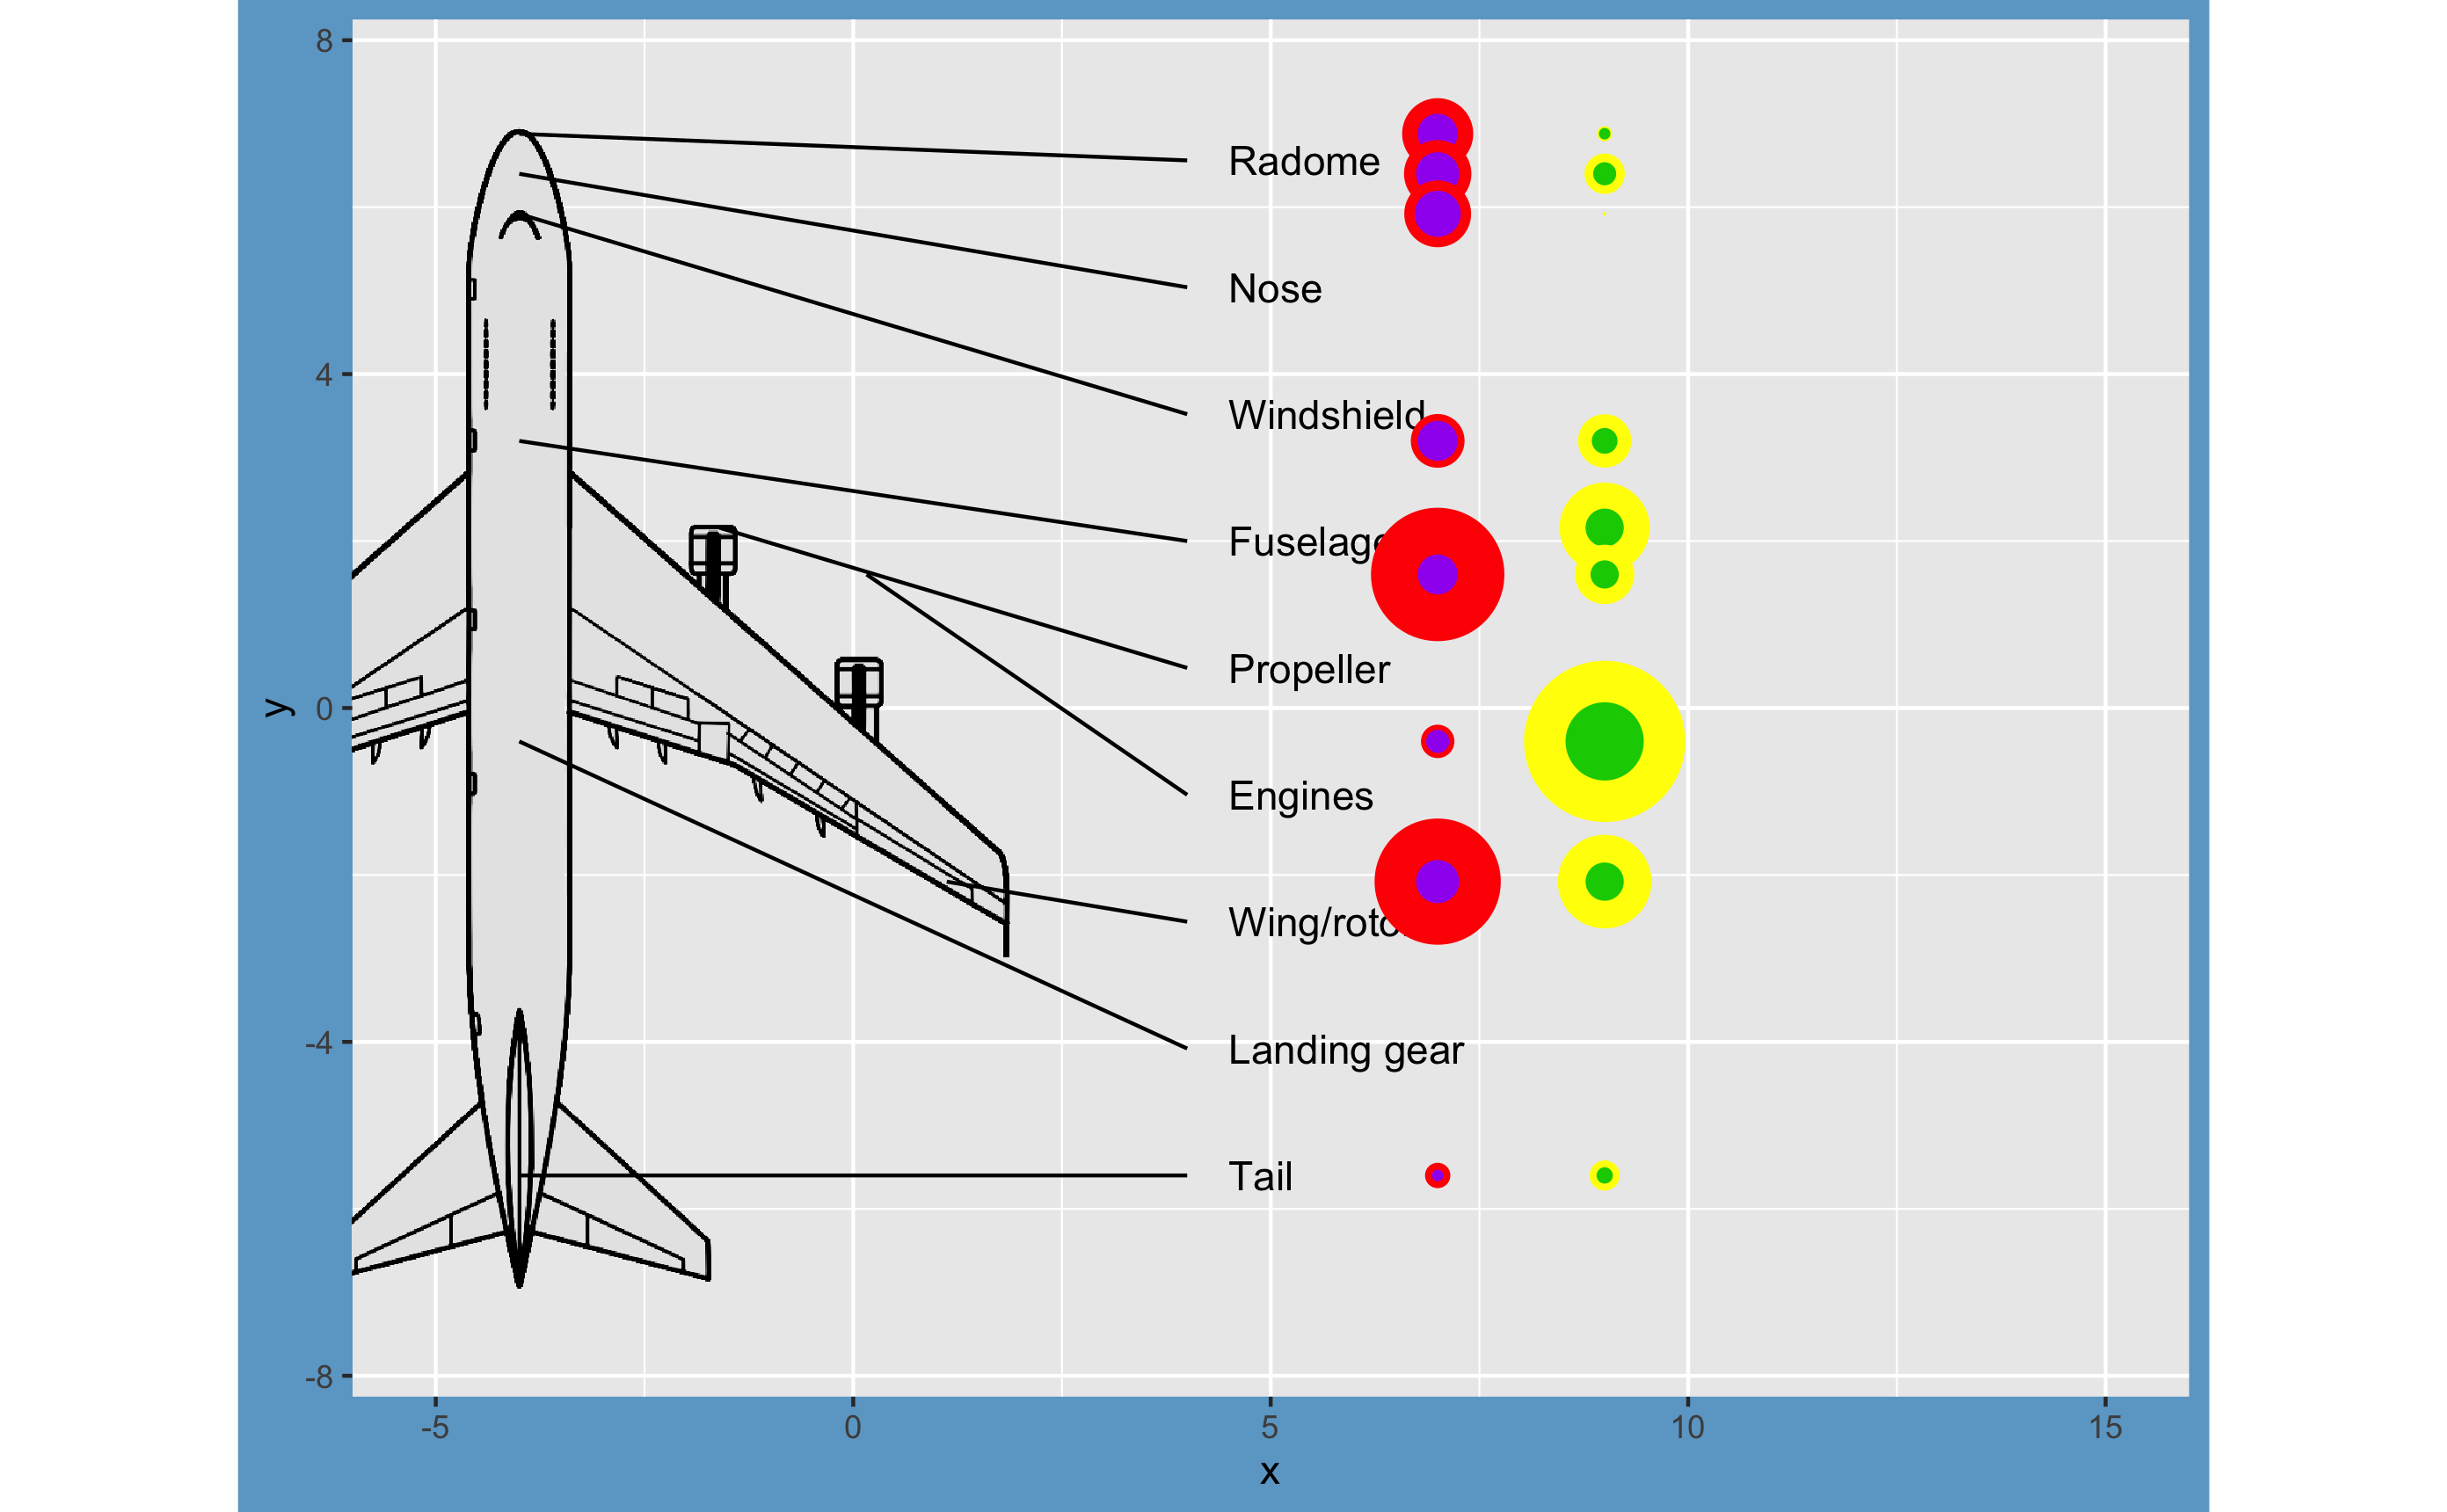 8
Radome
Nose
4
Windshield
Fuselage
Propeller
y
0
Engines
Wing/roto
-4
Landing gear
Tail
-8
-5
0
5
10
15
x